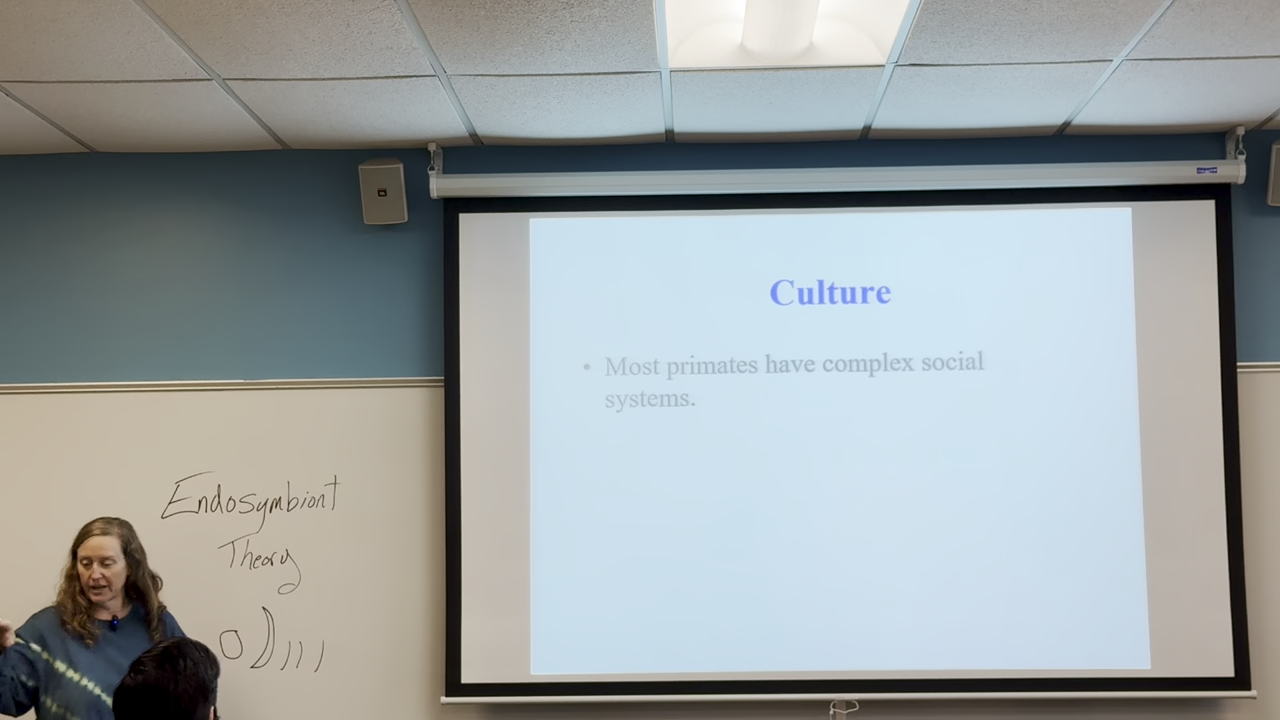 Culture
• Most primates have complex social
systems.
Endosymbiont
Theory